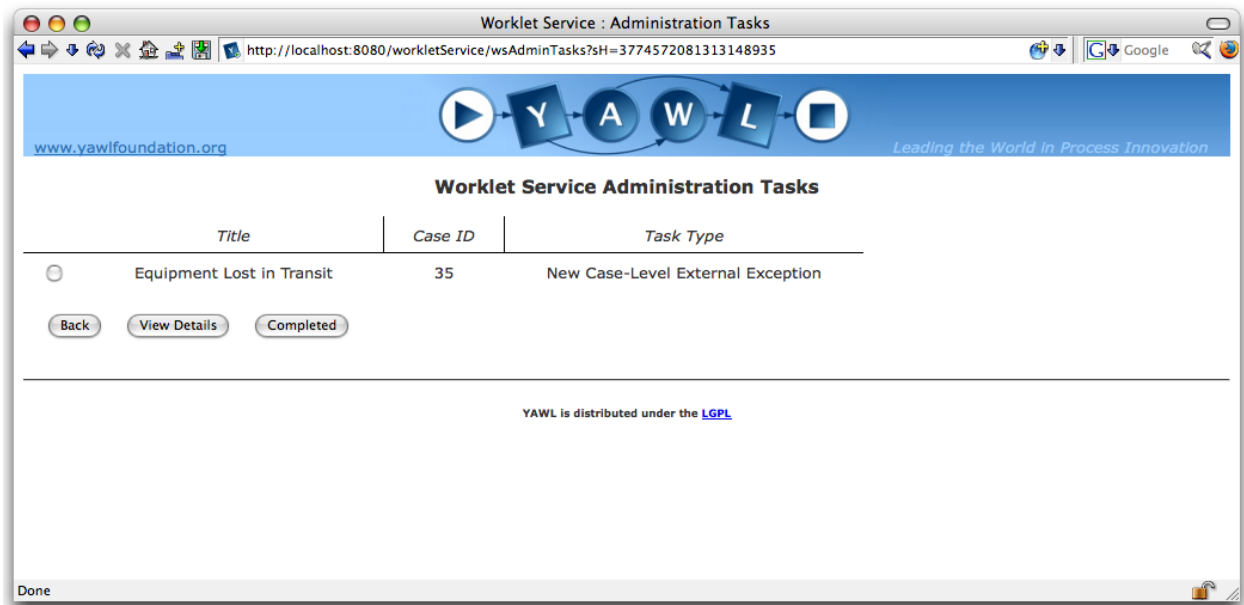 Worklet Service : Administration Tasks
http://localhost:8080/workletService/wsAdminTasks?sH=3774572081313148935 G Google
Y A W L
www.yawlfoundation.org Leading the World in Process Innovation
Worklet Service Administration Tasks
Title Case ID Task Type
Equipment Lost in Transit 35 New Case-Level External Exception
Back View Details Completed
YAWL is distributed under the LGPL
Done